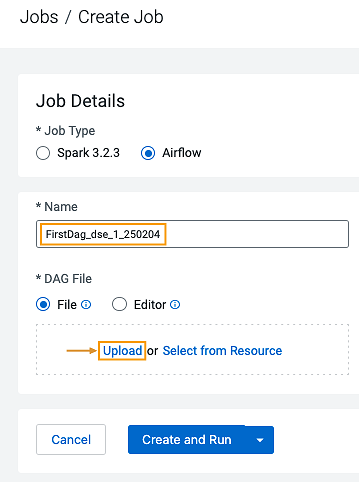 Jobs / Create Job
Job Details
* Job Type
Spark 3.2.3 Airflow
* Name
FirstDag_dse_1_250204
* DAG File
File Editor
Upload or Select from Resource
Cancel Create and Run